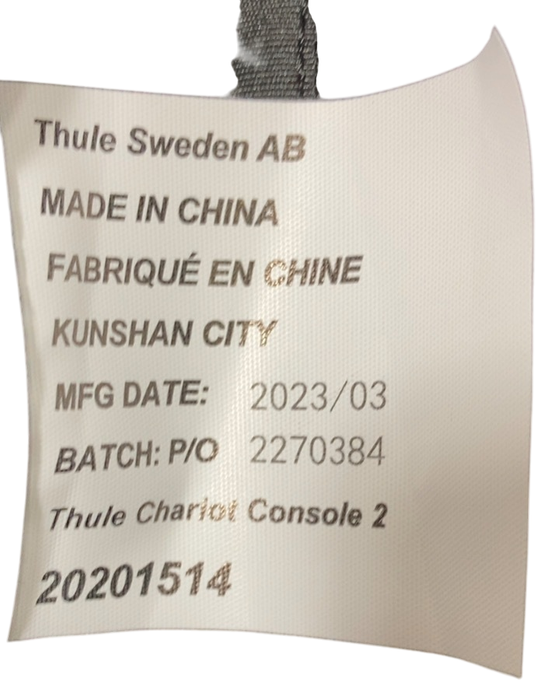 Thule Sweden AB
MADE IN CHINA
FABRIQUÉ EN CHINE
KUNSHAN CITY
MFG DATE: 2023/03
BATCH: P/O 2270384
Thule Chariot Console 2
20201514